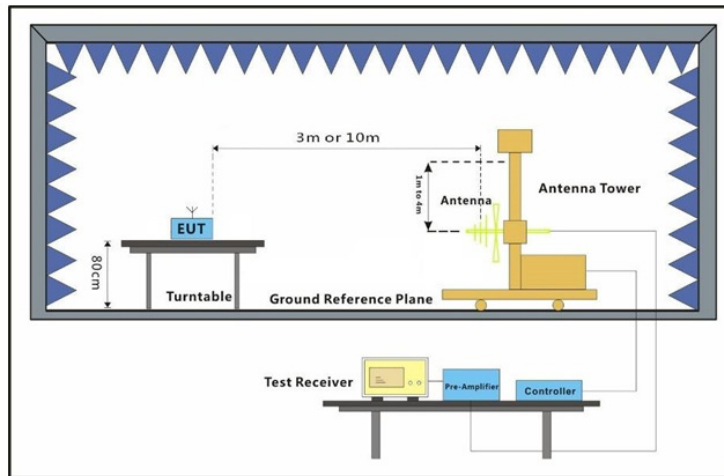 3m or 10m
1m to 4m
Antenna
Antenna Tower
EUT
80cm
Turntable
Ground Reference Plane
Test Receiver
Pre-Amplifier
Controller